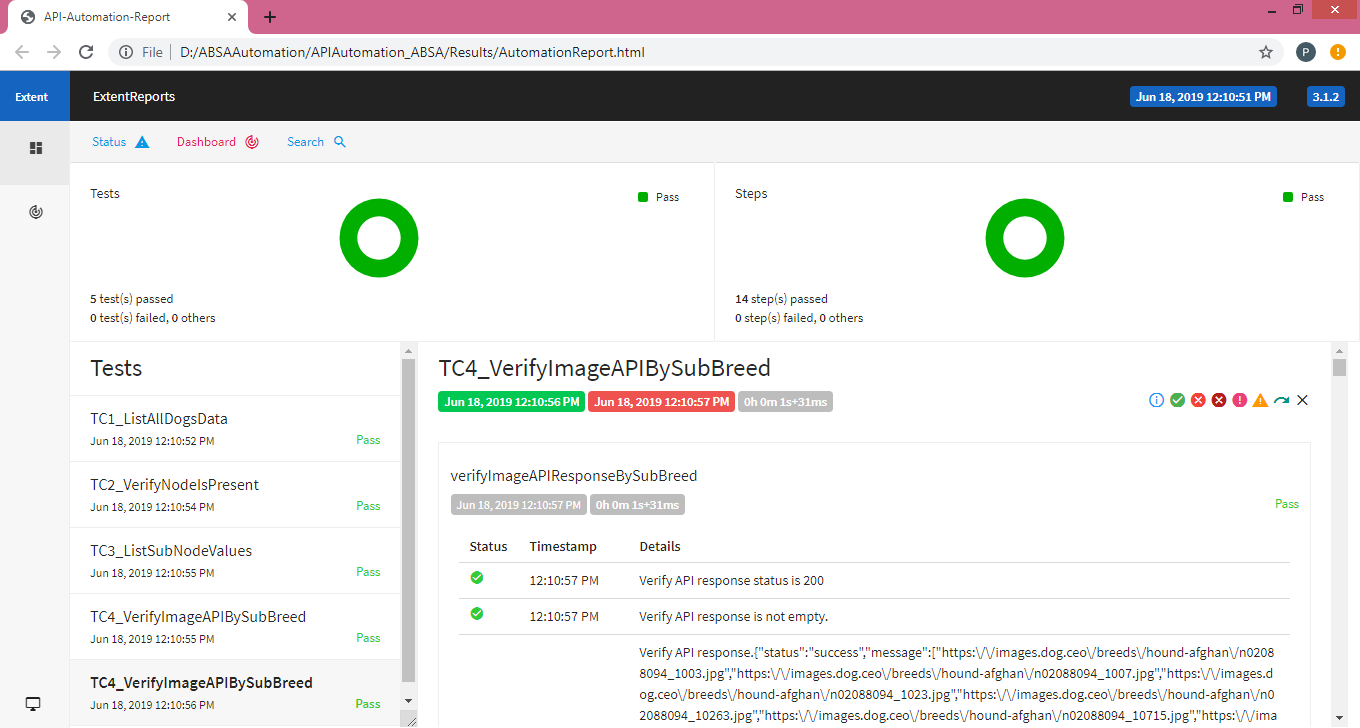 API-Automation-Report
File D:/ABSAAutomation/APIAutomation_ABSA/Results/AutomationReport.html
P
Extent ExtentReports Jun 18, 2019 12:10:51 PM 3.1.2
Status Dashboard Search
Tests Pass
5 test(s) passed
0 test(s) failed, 0 others
Steps Pass
14 step(s) passed
0 step(s) failed, 0 others
Tests
TC1_ListAllDogsData
Jun 18, 2019 12:10:52 PM Pass
TC2_VerifyNodeIsPresent
Jun 18, 2019 12:10:54 PM Pass
TC3_ListSubNodeValues
Jun 18, 2019 12:10:55 PM Pass
TC4_VerifyImageAPIBySubBreed
Jun 18, 2019 12:10:55 PM Pass
TC4_VerifyImageAPIBySubBreed
Jun 18, 2019 12:10:56 PM Pass
TC4_VerifyImageAPIBySubBreed
Jun 18, 2019 12:10:56 PM Jun 18, 2019 12:10:57 PM 0h 0m 1s+31ms
verifyImageAPIResponseBySubBreed
Jun 18, 2019 12:10:57 PM 0h 0m 1s+31ms Pass
Status Timestamp Details
12:10:57 PM Verify API response status is 200
12:10:57 PM Verify API response is not empty.
Verify API response.{"status":"success","message":["https:\/\/images.dog.ceo\/breeds\/hound-afghan\/n0208
8094_1003.jpg","https:\/\/images.dog.ceo\/breeds\/hound-afghan\/n02088094_1007.jpg","https:\/\/images.d
og.ceo\/breeds\/hound-afghan\/n02088094_1023.jpg","https:\/\/images.dog.ceo\/breeds\/hound-afghan\/n0
2088094_10263.jpg","https:\/\/images.dog.ceo\/breeds\/hound-afghan\/n02088094_10715.jpg","https:\/\/ima